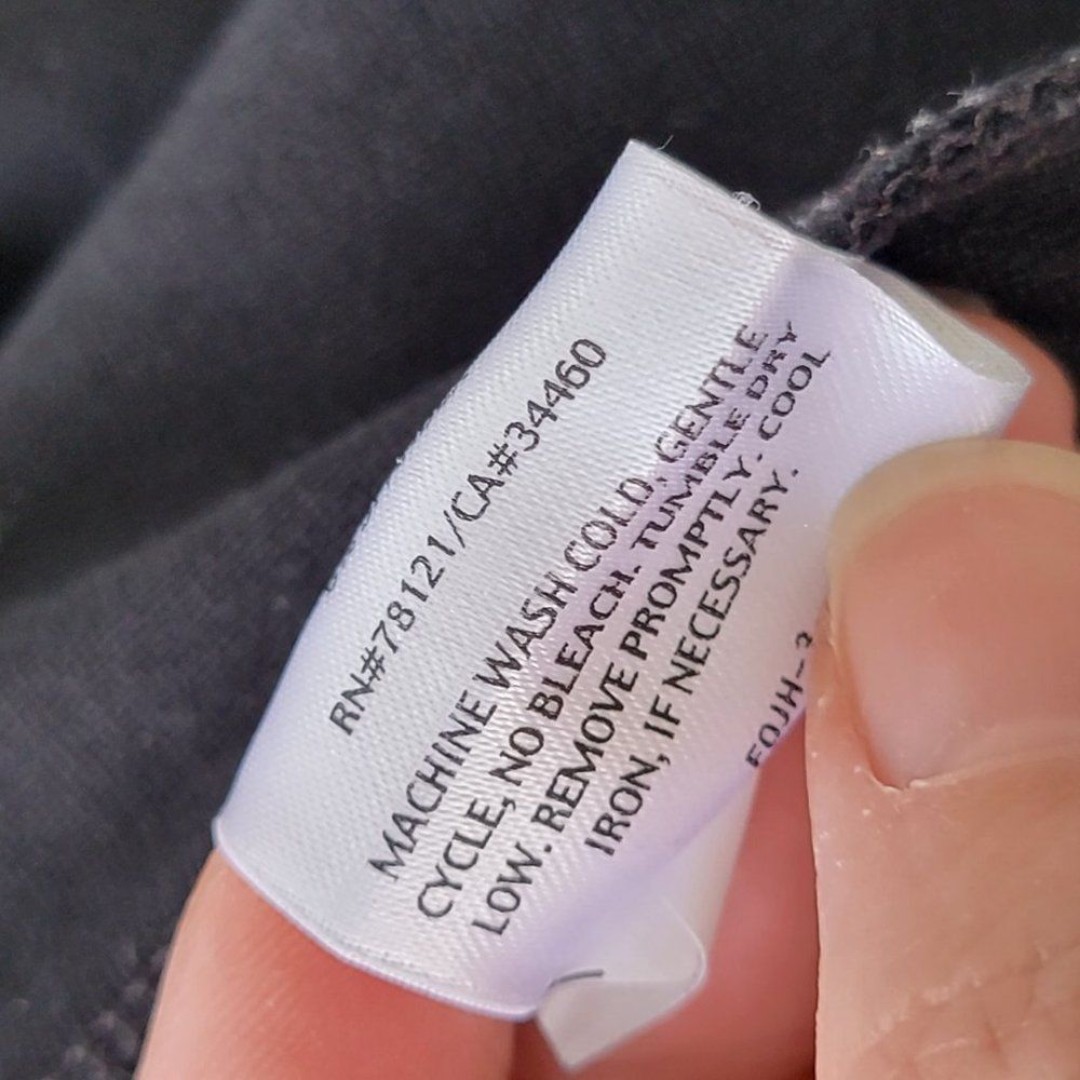 RN#78121/CA#34460
MACHINE WASH COLD, GENTLE
CYCLE, NO BLEACH. TUMBLE DRY
LOW. REMOVE PROMPTLY. COOL
IRON, IF NECESSARY.